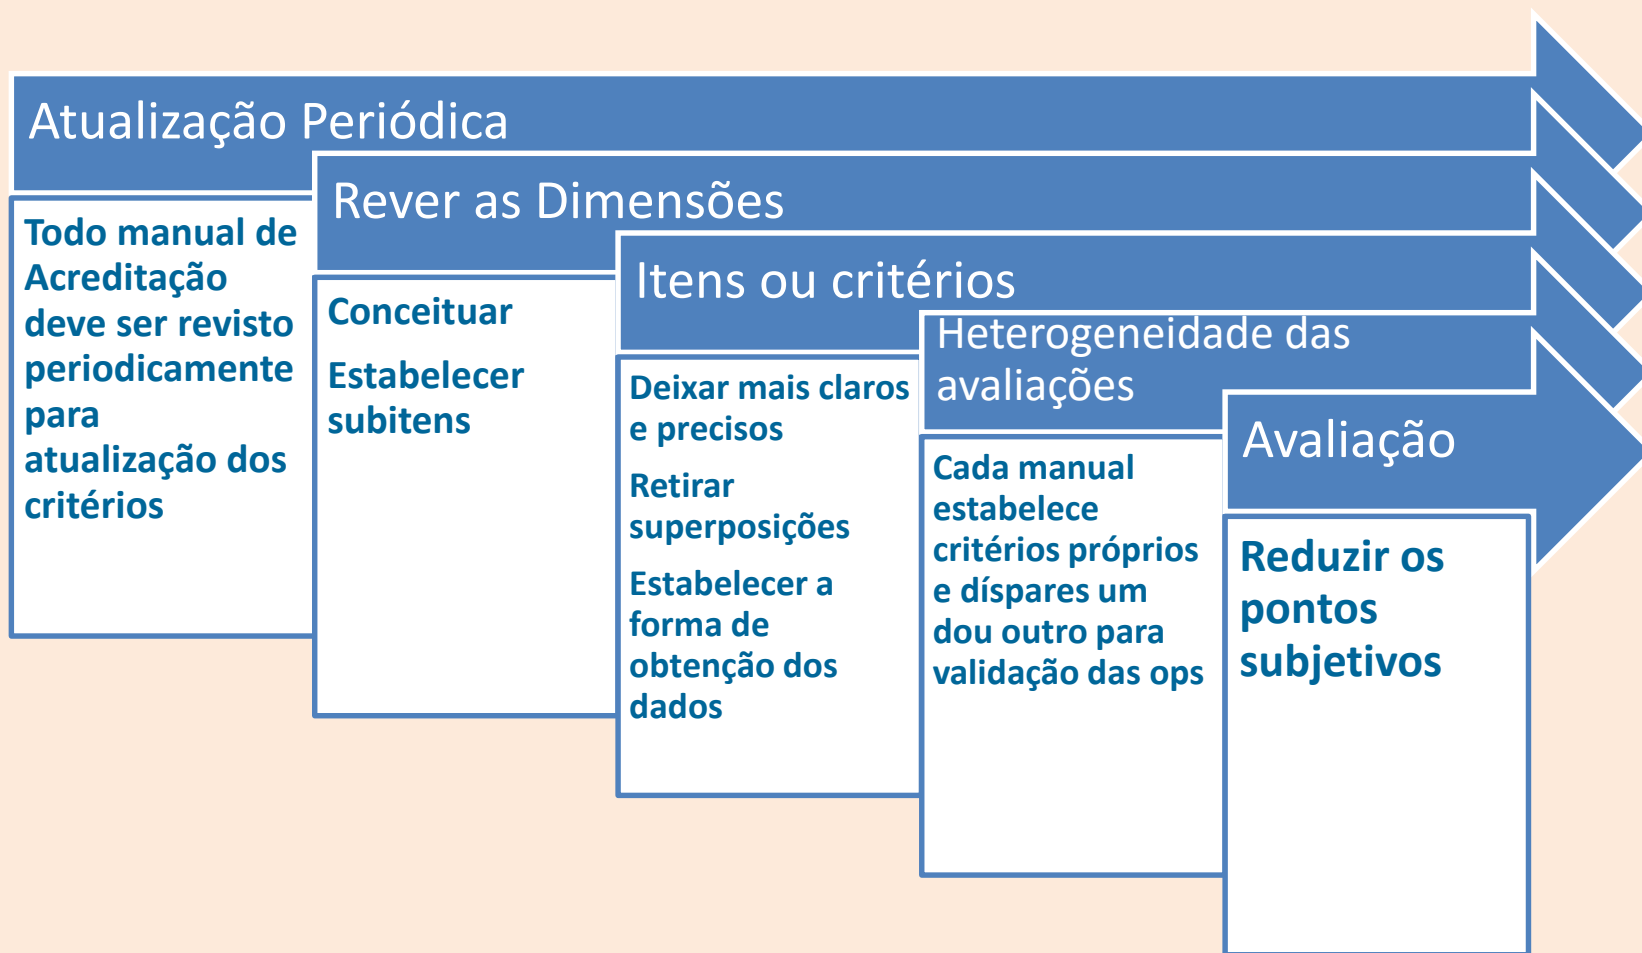 Atualização Periódica
Todo manual de
Acreditação
deve ser revisto
periodicamente
para
atualização dos
critérios
Rever as Dimensões
Conceituar
Estabelecer
subitens
Itens ou critérios
Deixar mais claros
e precisos
Retirar
superposições
Estabelecer a
forma de
obtenção dos
dados
Heterogeneidade das
avaliações
Cada manual
estabelece
critérios próprios
e díspares um
dou outro para
validação das ops
Avaliação
Reduzir os
pontos
subjetivos